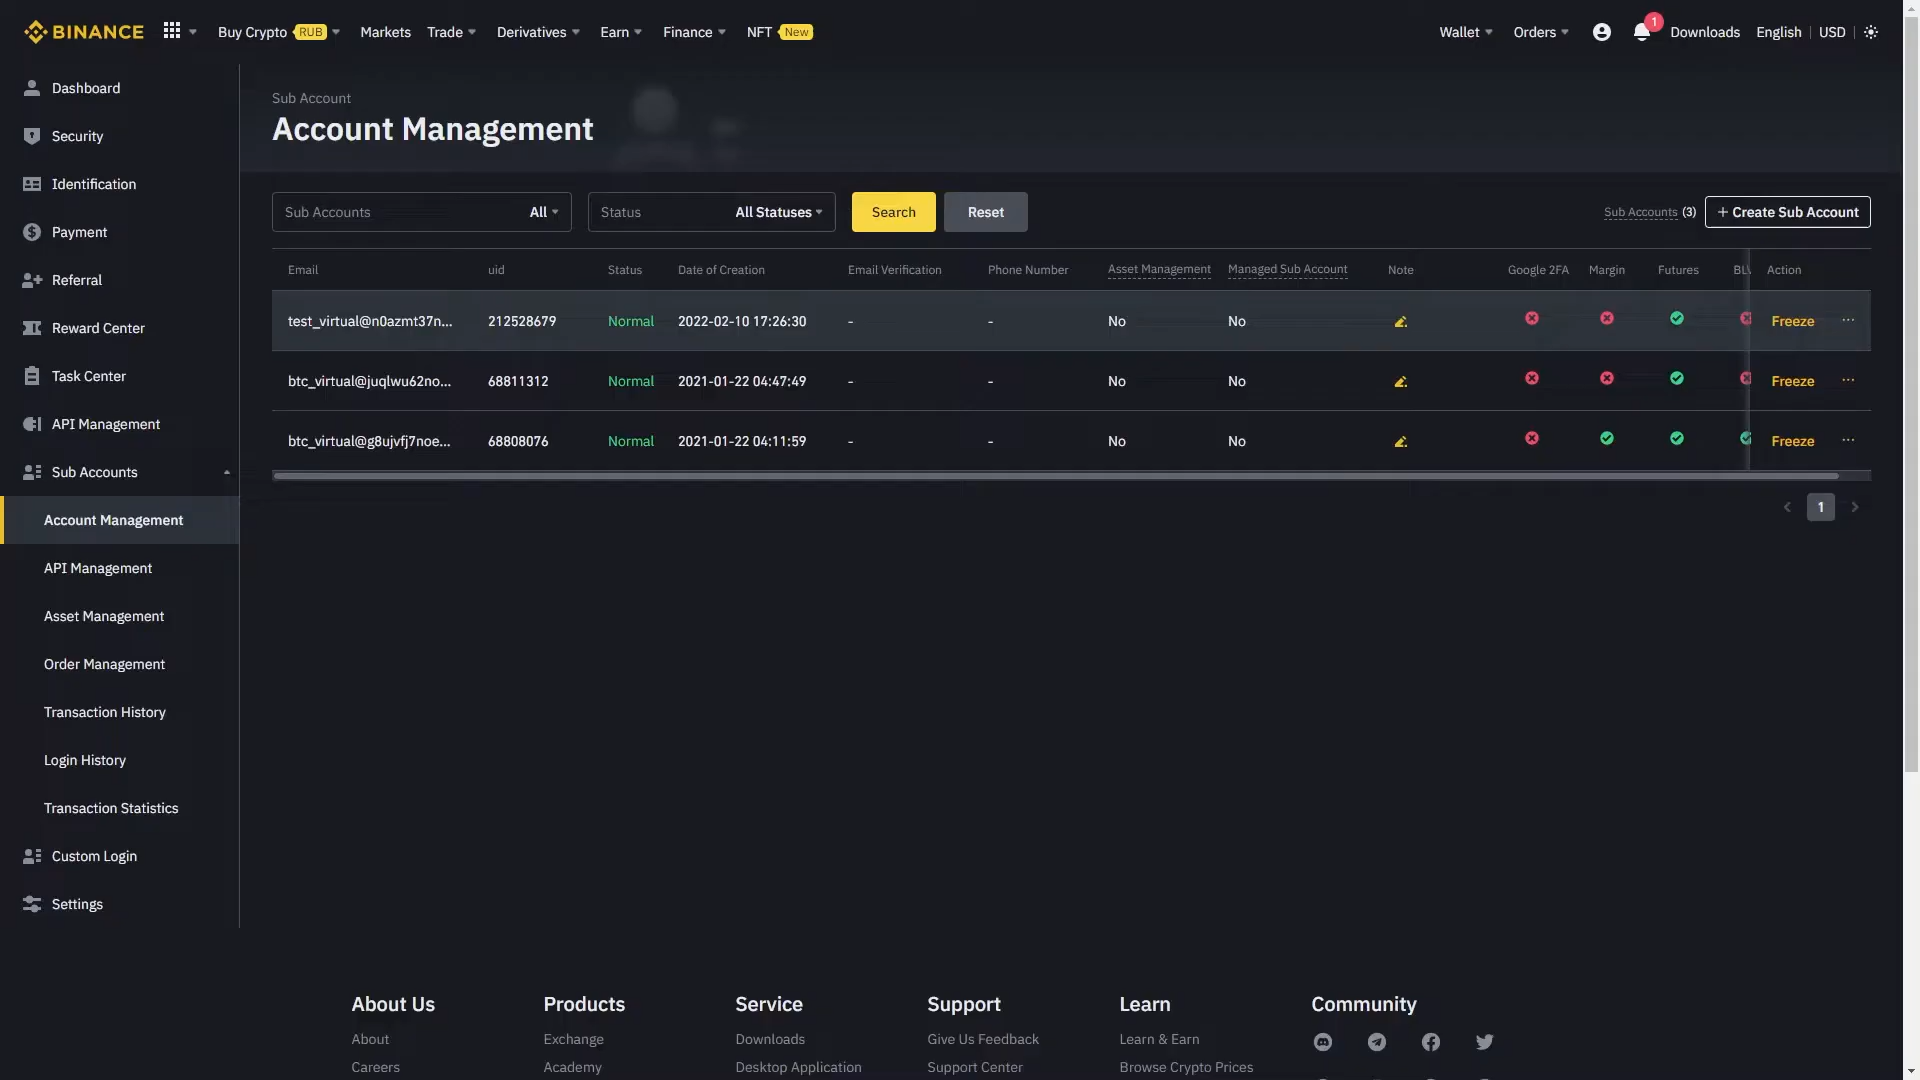 BINANCE
Buy Crypto RUB Markets Trade Derivatives Earn Finance NFT New
Wallet Orders 1 Downloads English | USD
Dashboard
Security
Identification
Payment
Referral
Reward Center
Task Center
API Management
Sub Accounts
Account Management
API Management
Asset Management
Order Management
Transaction History
Login History
Transaction Statistics
Custom Login
Settings
Sub Account
Account Management
Sub Accounts All Status All Statuses Search Reset Sub Accounts (3) + Create Sub Account
Email uid Status Date of Creation Email Verification Phone Number Asset Management Managed Sub Account Note Google 2FA Margin Futures Action
test_virtual@n0azmt37n... 212528679 Normal 2022-02-10 17:26:30 - - No No Freeze ...
btc_virtual@juqlwu62no... 68811312 Normal 2021-01-22 04:47:49 - - No No Freeze ...
btc_virtual@g8ujvfj7noe... 68808076 Normal 2021-01-22 04:11:59 - - No No Freeze ...
1
About Us Products Service Support Learn Community
About Exchange Downloads Give Us Feedback Learn & Earn
Careers Academy Desktop Application Support Center Browse Crypto Prices